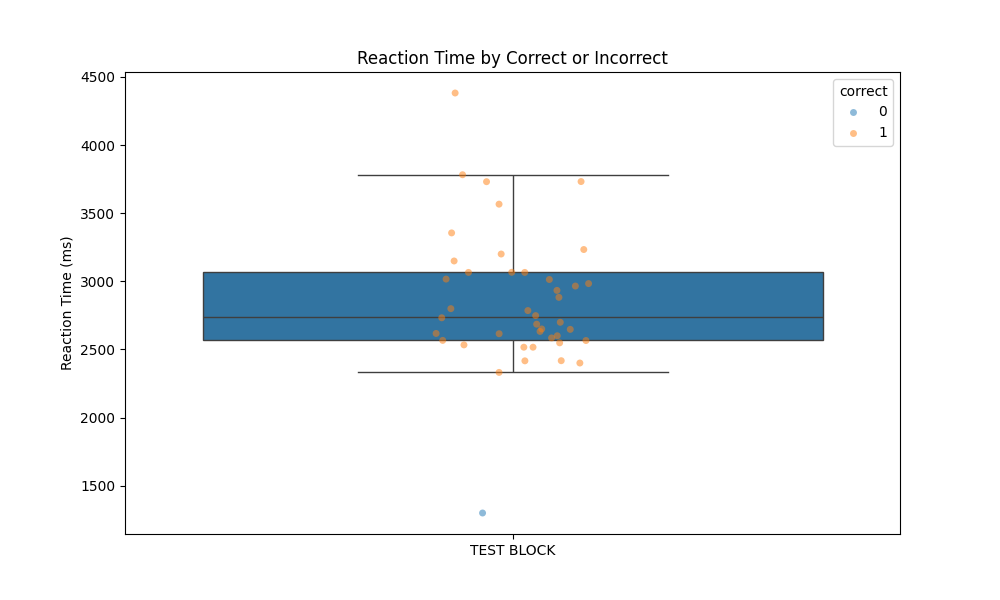 Reaction Time by Correct or Incorrect
correct
0
1
4500
4000
3500
3000
2500
2000
1500
Reaction Time (ms)
TEST BLOCK